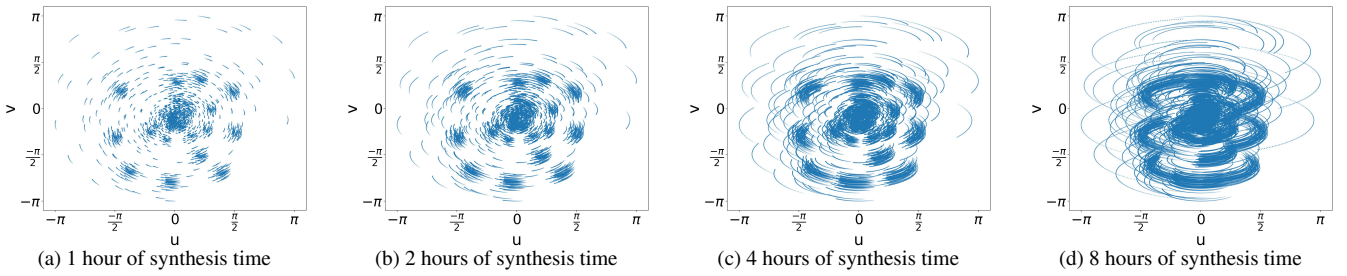 π
π/2
0
-π/2
-π
v
-π
-π/2
0
π/2
π
u
(a) 1 hour of synthesis time
π
π/2
0
-π/2
-π
v
-π
-π/2
0
π/2
π
u
(b) 2 hours of synthesis time
π
π/2
0
-π/2
-π
v
-π
-π/2
0
π/2
π
u
(c) 4 hours of synthesis time
π
π/2
0
-π/2
-π
v
-π
-π/2
0
π/2
π
u
(d) 8 hours of synthesis time